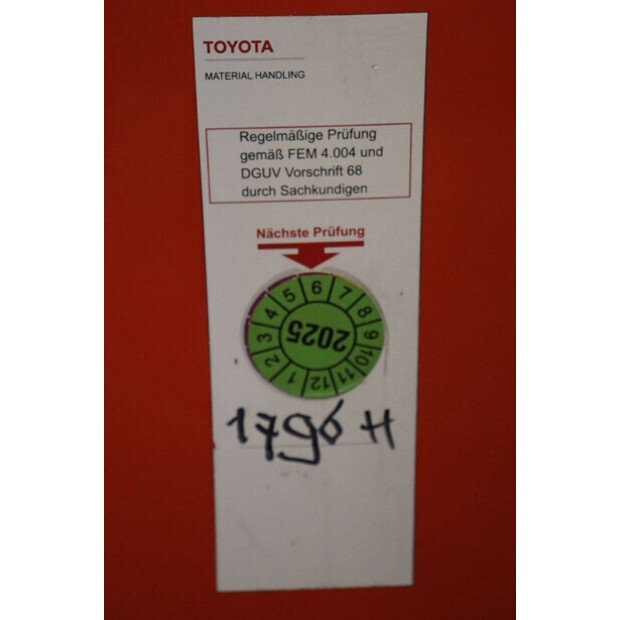 TOYOTA
MATERIAL HANDLING
Regelmäßige Prüfung
gemäß FEM 4.004 und
DGUV Vorschrift 68
durch Sachkundigen
Nächste Prüfung
1 2 3 4 5 6 7 8 9 10 11 12
2025
1796 H